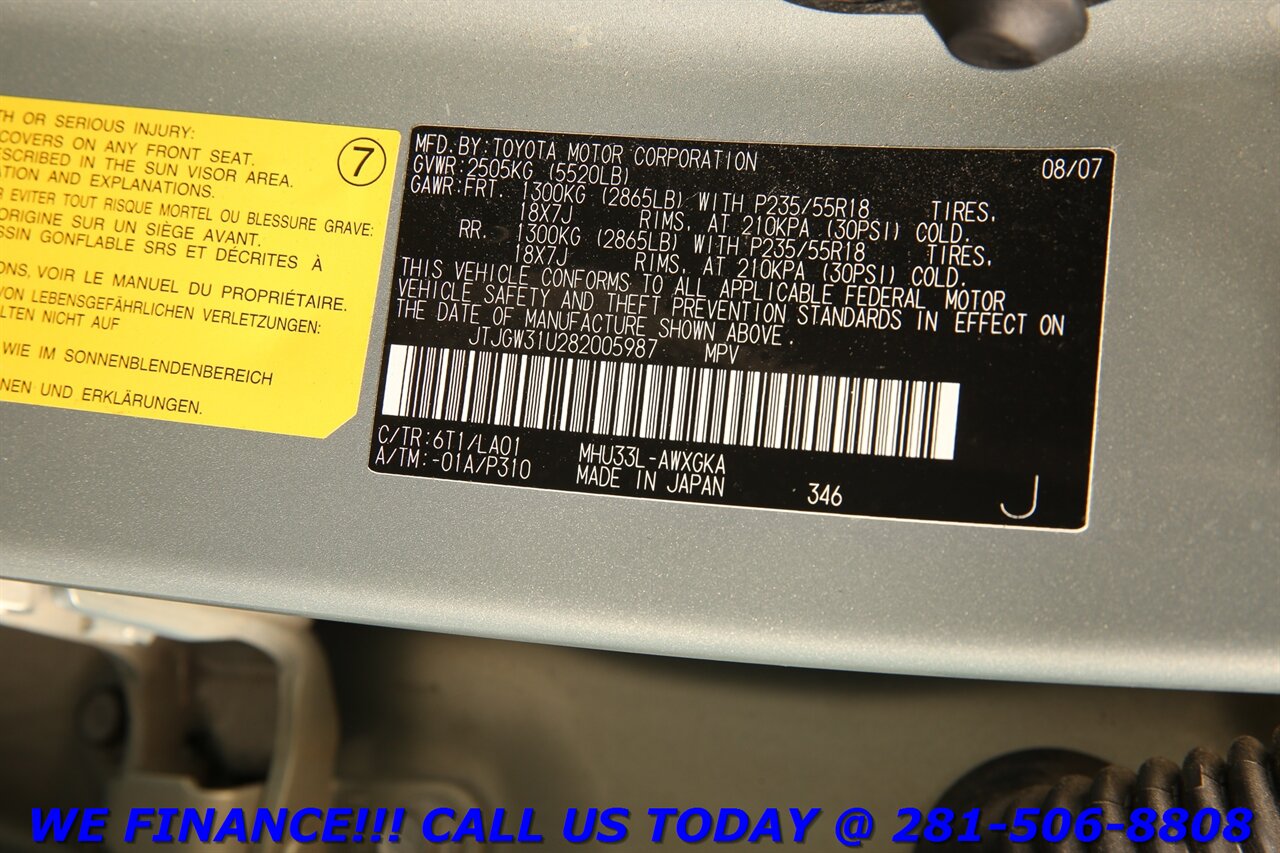 TH OR SERIOUS INJURY:
COVERS ON ANY FRONT SEAT.
ESCRIBED IN THE SUN VISOR AREA.
ATION AND EXPLANATIONS.
EVITER TOUT RISQUE MORTEL OU BLESSURE GRAVE:
ORIGINE SUR UN SIÈGE AVANT.
SSIN GONFLABLE SRS ET DÉCRITES À
ONS, VOIR LE MANUEL DU PROPRIÉTAIRE.
VON LEBENSGEFÄHRLICHEN VERLETZUNGEN:
LTEN NICHT AUF
WIE IM SONNENBLENDENBEREICH
NEN UND ERKLÄRUNGEN.
7
MFD. BY: TOYOTA MOTOR CORPORATION 08/07
GVWR: 2505KG (5520LB)
GAWR: FRT. 1300KG (2865LB) WITH P235/55R18 TIRES,
18X7J RIMS, AT 210KPA (30PSI) COLD.
RR. 1300KG (2865LB) WITH P235/55R18 TIRES,
18X7J RIMS, AT 210KPA (30PSI) COLD.
THIS VEHICLE CONFORMS TO ALL APPLICABLE FEDERAL MOTOR
VEHICLE SAFETY AND THEFT PREVENTION STANDARDS IN EFFECT ON
THE DATE OF MANUFACTURE SHOWN ABOVE.
JTJGW31U282005987 MPV
C/TR: 6T1/LA01 MHU33L-AWXGKA
A/TM: -01A/P310 MADE IN JAPAN 346 J
WE FINANCE!!! CALL US TODAY @ 281-506-8808